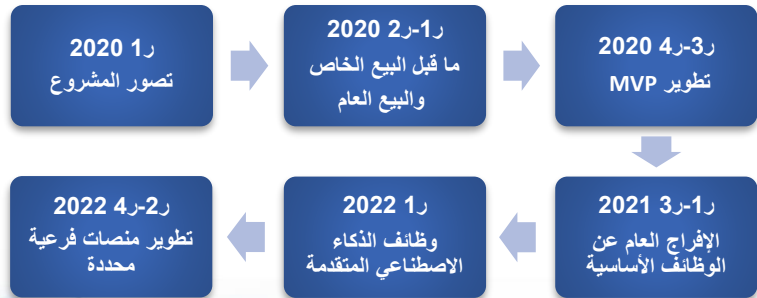 ر1 2020
تصور المشروع
ر1-ر2 2020
ما قبل البيع الخاص
والبيع العام
ر3-ر4 2020
تطوير MVP
ر1-ر3 2021
الإفراج العام عن
الوظائف الأساسية
ر1 2022
وظائف الذكاء
الاصطناعي المتقدمة
ر2-ر4 2022
تطوير منصات فرعية
محددة